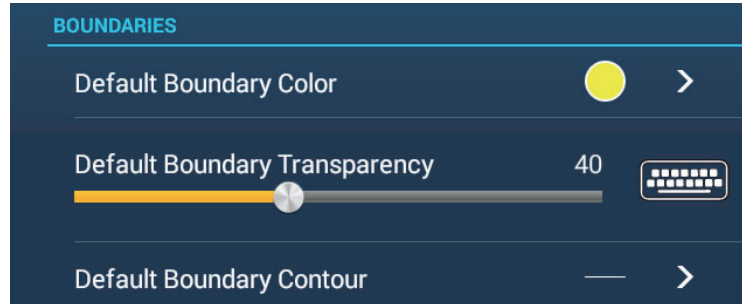 BOUNDARIES
Default Boundary Color
Default Boundary Transparency 40
Default Boundary Contour